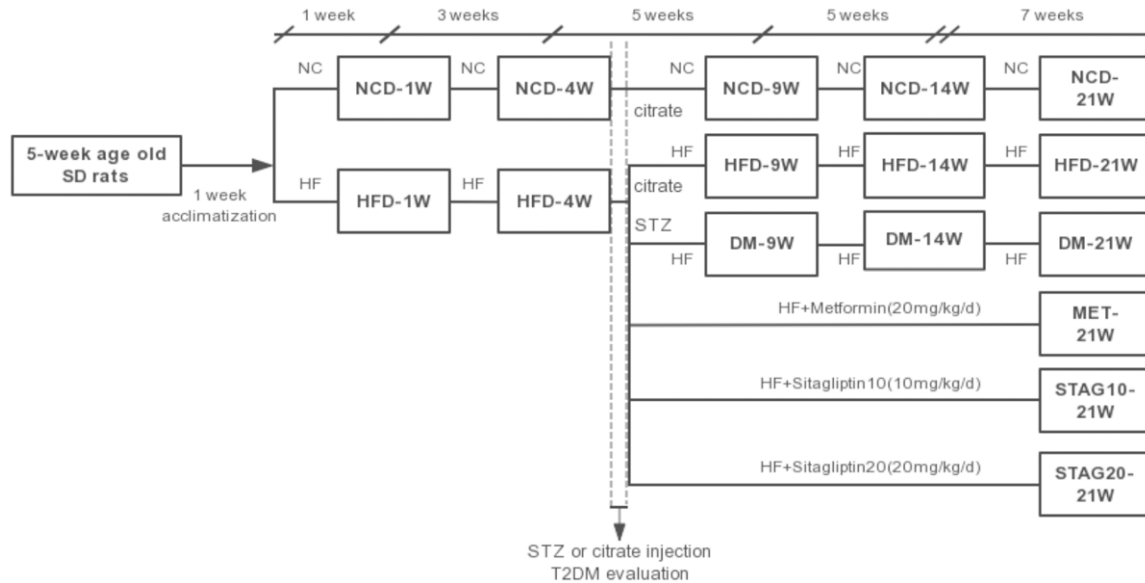 1 week
3 weeks
5 weeks
5 weeks
7 weeks
NC
NCD-1W
NC
NCD-4W
NC
citrate
NCD-9W
NC
NCD-14W
NC
NCD-
21W
5-week age old
SD rats
1 week
acclimatization
HF
HFD-1W
HF
HFD-4W
HF
citrate
HFD-9W
HF
HFD-14W
HF
HFD-21W
STZ
HF
DM-9W
HF
DM-14W
HF
DM-21W
HF+Metformin(20mg/kg/d)
MET-
21W
HF+Sitagliptin10(10mg/kg/d)
STAG10-
21W
HF+Sitagliptin20(20mg/kg/d)
STAG20-
21W
STZ or citrate injection
T2DM evaluation